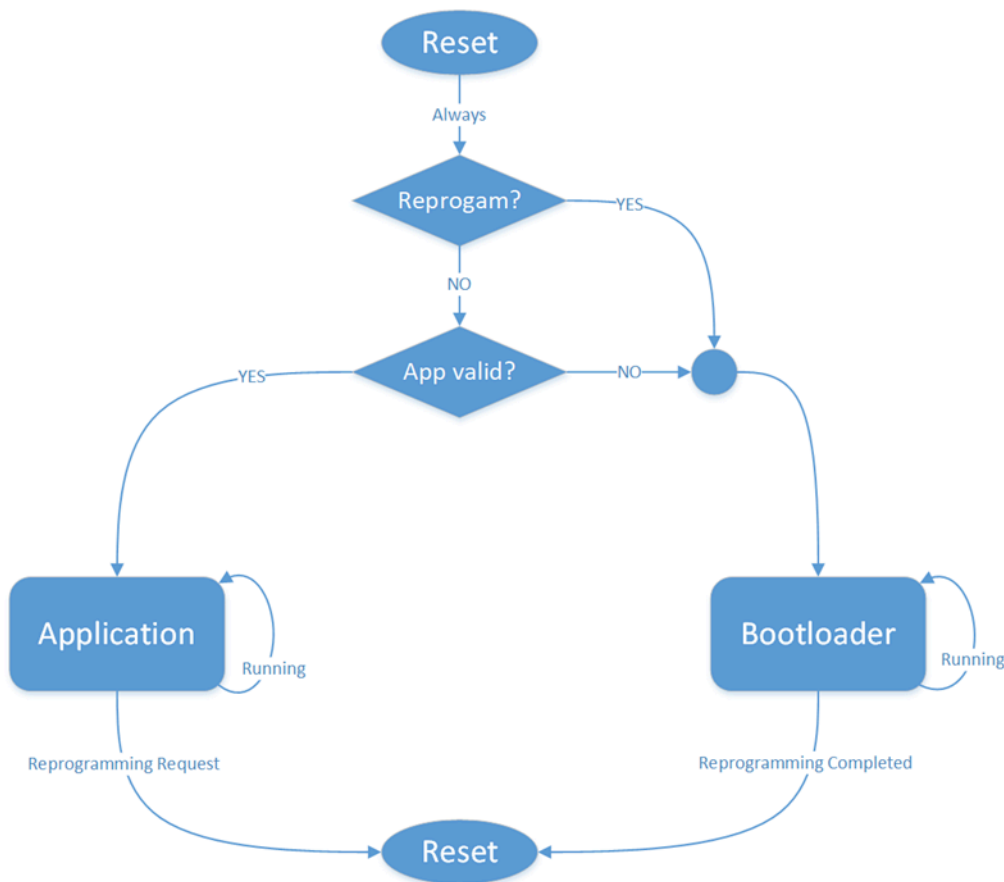 Reset
Always
Reprogam?
YES
NO
App valid?
YES
NO
Application
Running
Bootloader
Running
Reprogramming Request
Reprogramming Completed
Reset